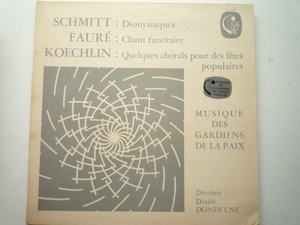 SCHMITT : Dionysiaques
FAURÉ : Chant funéraire
KOECHLIN : Quelques chorals pour des fêtes
populaires
MUSIQUE
DES
GARDIENS
DE LA PAIX
Direction
Désiré
DONDEYNE